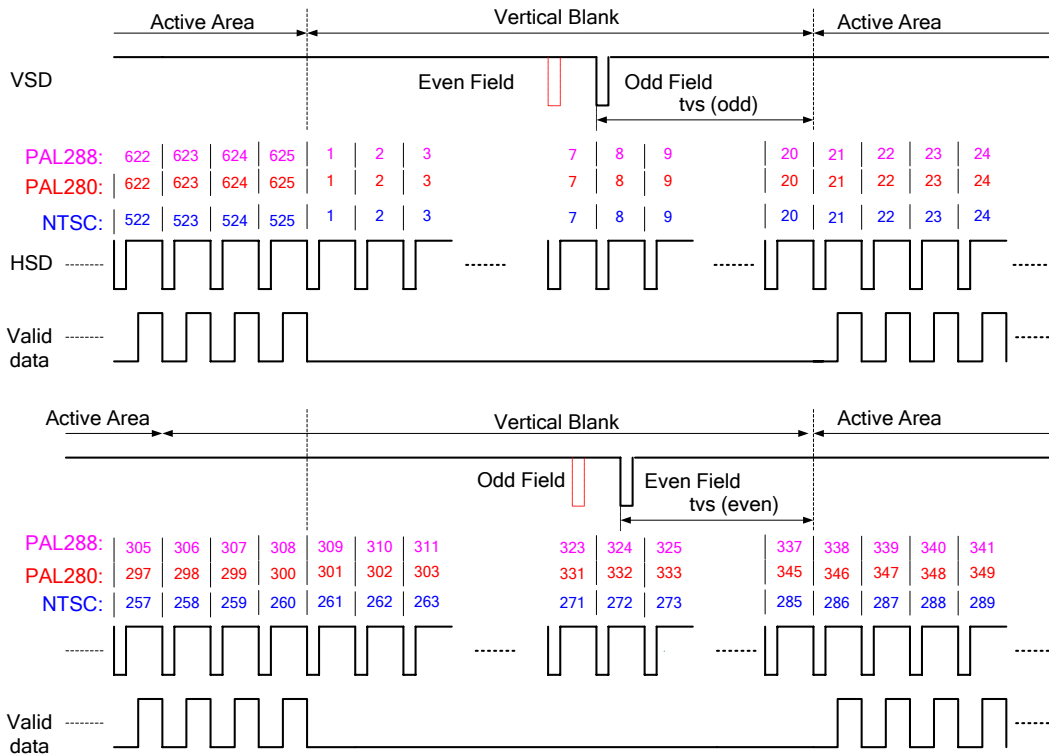 Active Area Vertical Blank Active Area
VSD Even Field Odd Field
tvs (odd)
PAL288: 622 623 624 625 1 2 3 7 8 9 20 21 22 23 24
PAL280: 622 623 624 625 1 2 3 7 8 9 20 21 22 23 24
NTSC: 522 523 524 525 1 2 3 7 8 9 20 21 22 23 24
HSD
Valid
data
Active Area Vertical Blank Active Area
Odd Field Even Field
tvs (even)
PAL288: 305 306 307 308 309 310 311 323 324 325 337 338 339 340 341
PAL280: 297 298 299 300 301 302 303 331 332 333 345 346 347 348 349
NTSC: 257 258 259 260 261 262 263 271 272 273 285 286 287 288 289
Valid
data